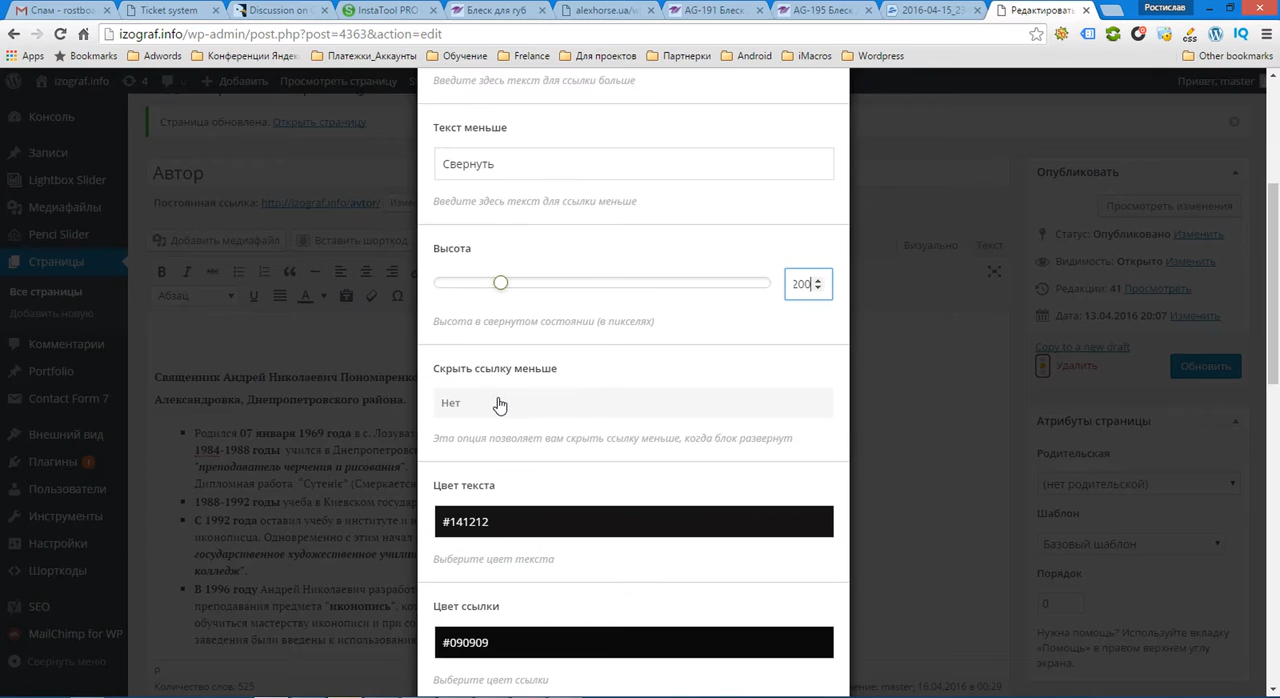 Спам - rostboa
Ticket system
Discussion on C
InstaTool PRO
Блеск для губ
alexhorse.ua/w
AG-191 Блеск
AG-195 Блеск
2016-04-15_23
Редактировать
Ростислав
izograf.info/wp-admin/post.php?post=4363&action=edit
Apps
Bookmarks
Adwords
Конференции Яндек
Платежки_Аккаунты
Обучение
Frelance
Для проектов
Партнерки
Android
iMacros
Wordpress
Other bookmarks
izograf.info
4
Добавить
Просмотреть страницу
Привет, master
Консоль
Записи
Lightbox Slider
Медиафайлы
Penci Slider
Страницы
Все страницы
Добавить новую
Комментарии
Portfolio
Contact Form 7
Внешний вид
Плагины
Пользователи
Инструменты
Настройки
Шорткоды
SEO
MailChimp for WP
Свернуть меню
Страница обновлена. Открыть страницу
Автор
Постоянная ссылка: http://izograf.info/avtor/
Добавить медиафайл
Вставить шорткод
Визуально
Текст
Абзац
Священник Андрей Николаевич Пономаренко
Александровка, Днепропетровского района.
Родился 07 января 1969 года в с. Лозуват
1984-1988 годы учился в Днепропетровс
"преподаватель черчения и рисования".
Дипломная работа "Сутеніє" (Смеркается
1988-1992 годы учеба в Киевском государ
С 1992 года оставил учебу в институте и
иконописца. Одновременно с этим начал
государственное художественное учили
колледж".
В 1996 году Андрей Николаевич разработ
преподавания предмета "иконопись", ко
обучиться мастерству иконописи и при со
заведения были введены к использован
P
Количество слов: 525
master; 16.04.2016 в 00:29
Введите здесь текст для ссылки больше
Текст меньше
Свернуть
Введите здесь текст для ссылки меньше
Высота
200
Высота в свернутом состоянии (в пикселях)
Скрыть ссылку меньше
Нет
Эта опция позволяет вам скрыть ссылку меньше, когда блок развернут
Цвет текста
#141212
Выберите цвет текста
Цвет ссылки
#090909
Выберите цвет ссылки
Опубликовать
Просмотреть изменения
Статус: Опубликовано Изменить
Видимость: Открыто Изменить
Редакции: 41 Просмотреть
Дата: 13.04.2016 20:07 Изменить
Copy to a new draft
Удалить
Обновить
Атрибуты страницы
Родительская
(нет родительской)
Шаблон
Базовый шаблон
Порядок
0
Нужна помощь? Используйте вкладку
«Помощь» в правом верхнем углу
экрана.